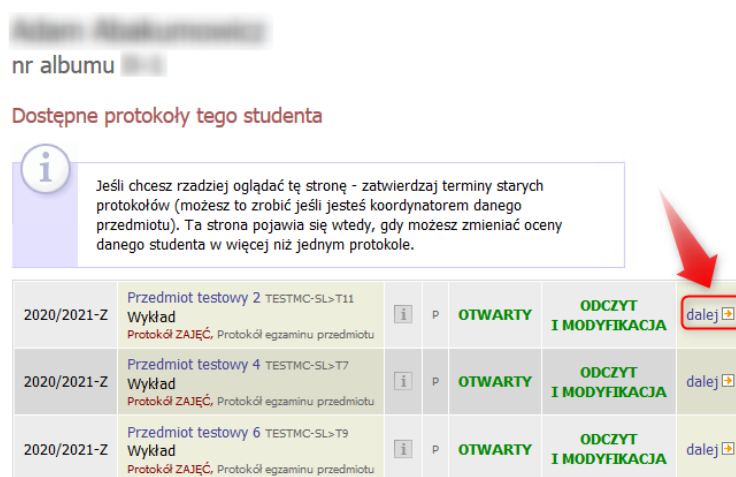 nr albumu
Dostępne protokoły tego studenta
i
Jeśli chcesz rzadziej oglądać tę stronę - zatwierdzaj terminy starych
protokołów (możesz to zrobić jeśli jesteś koordynatorem danego
przedmiotu). Ta strona pojawia się wtedy, gdy możesz zmieniać oceny
danego studenta w więcej niż jednym protokole.
2020/2021-Z
Przedmiot testowy 2 TESTMC-SL>T11
Wykład
Protokół ZAJĘĆ, Protokół egzaminu przedmiotu
i
P
OTWARTY
ODCZYT
I MODYFIKACJA
dalej
2020/2021-Z
Przedmiot testowy 4 TESTMC-SL>T7
Wykład
Protokół ZAJĘĆ, Protokół egzaminu przedmiotu
i
P
OTWARTY
ODCZYT
I MODYFIKACJA
dalej
2020/2021-Z
Przedmiot testowy 6 TESTMC-SL>T9
Wykład
Protokół ZAJĘĆ, Protokół egzaminu przedmiotu
i
P
OTWARTY
ODCZYT
I MODYFIKACJA
dalej